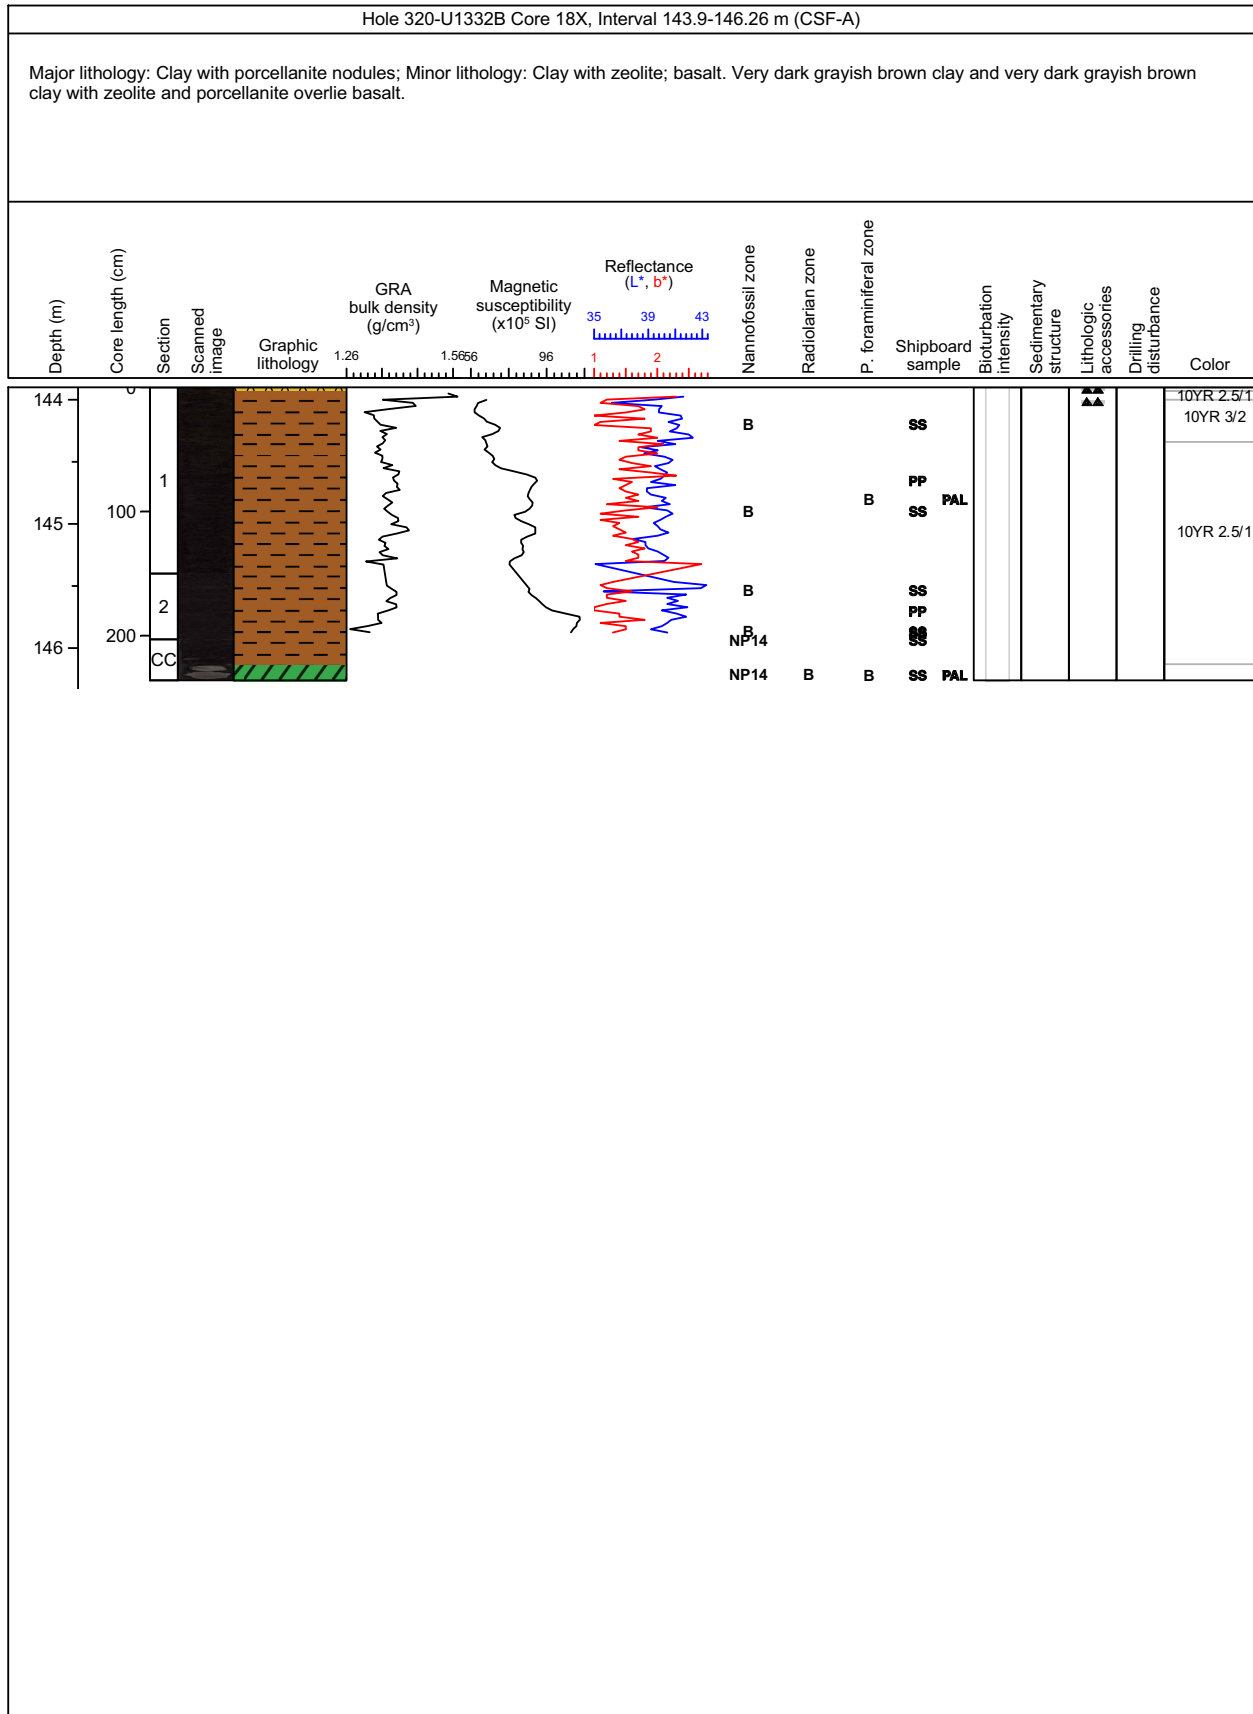 Hole 320-U1332B Core 18X, Interval 143.9-146.26 m (CSF-A)
Major lithology: Clay with porcellanite nodules; Minor lithology: Clay with zeolite; basalt. Very dark grayish brown clay and very dark grayish brown
clay with zeolite and porcellanite overlie basalt.
Depth (m)
Core length (cm)
Section
Scanned
image
Graphic
lithology
GRA
bulk density
(g/cm³)
1.26 1.56
Magnetic
susceptibility
(x10⁵ SI)
56 96
Reflectance
(L*, b*)
35 39 43
1 2
Nannofossil zone
Radiolarian zone
P. foraminiferal zone
Shipboard
sample
Bioturbation
intensity
Sedimentary
structure
Lithologic
accessories
Drilling
disturbance
Color
0
144
10YR 2.5/1
10YR 3/2
B SS
1
PP
B PAL
100
B SS
145
10YR 2.5/1
B SS
2
PP
200
B SS
NP14 SS
146
CC
NP14 B B SS PAL